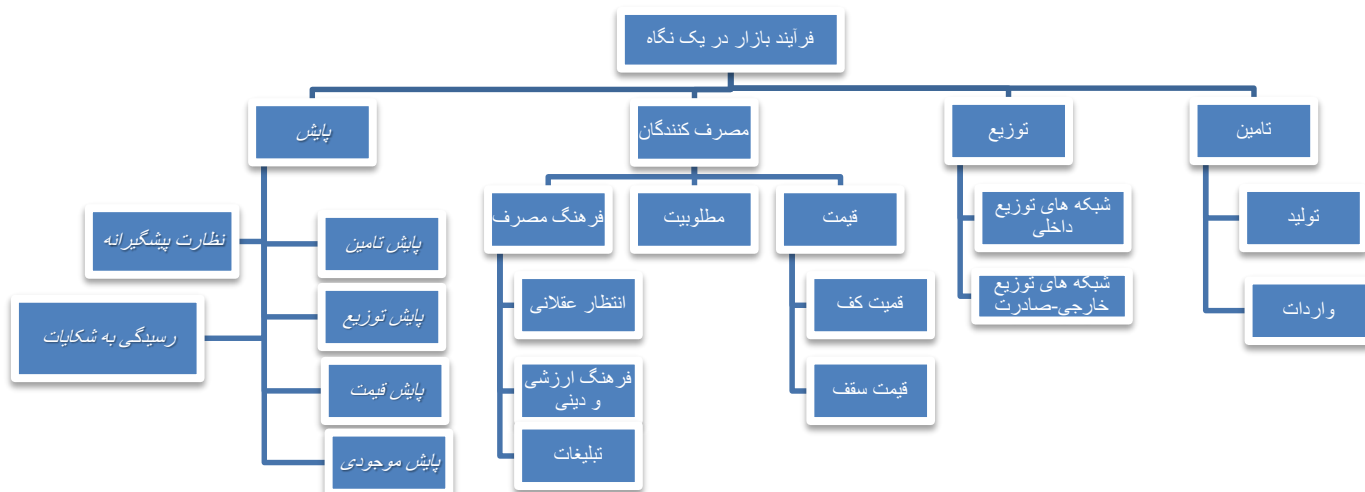 فرآیند بازار در یک نگاه
تامین
توزیع
مصرف کنندگان
پایش
تولید
واردات
شبکه های توزیع
داخلی
شبکه های توزیع
خارجی-صادرت
قیمت
مطلوبیت
فرهنگ مصرف
قمیت کف
قیمت سقف
انتظار عقلانی
فرهنگ ارزشی
و دینی
تبلیغات
پایش تامین
پایش توزیع
پایش قیمت
پایش موجودی
نظارت پیشگیرانه
رسیدگی به شکایات